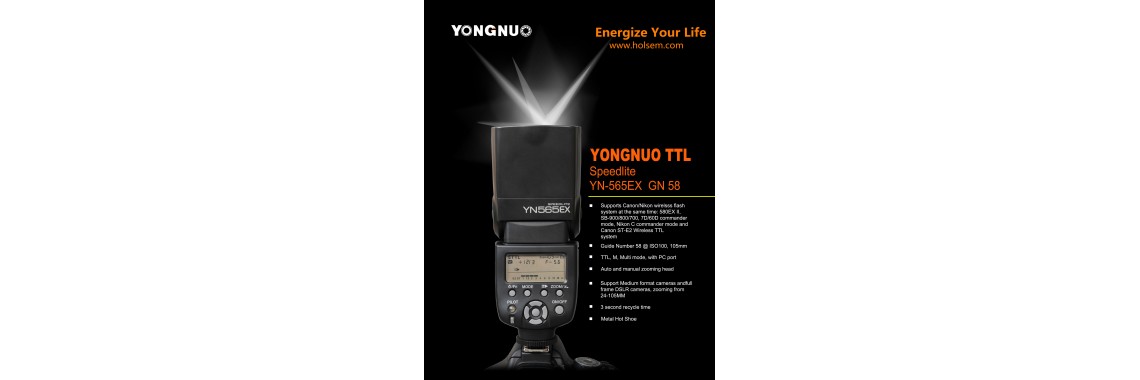 YONGNUO
Energize Your Life
www.holsem.com
YONGNUO TTL
Speedlite
YN-565EX GN 58
Supports Canon/Nikon wirelsss flash
system at the same time: 580EX II,
SB-900/800/700, 7D/60D commander
mode, Nikon C commander mode and
Canon ST-E2 Wireless TTL
system
Guide Number 58 @ ISO100, 105mm
TTL, M, Multi mode, with PC port
Auto and manual zooming head
Support Medium format cameras andfull
frame DSLR cameras, zooming from
24-105MM
3 second recycle time
Metal Hot Shoe
SPEEDLITE
YN565EX
MODE
ZOOM
PILOT
ON/OFF